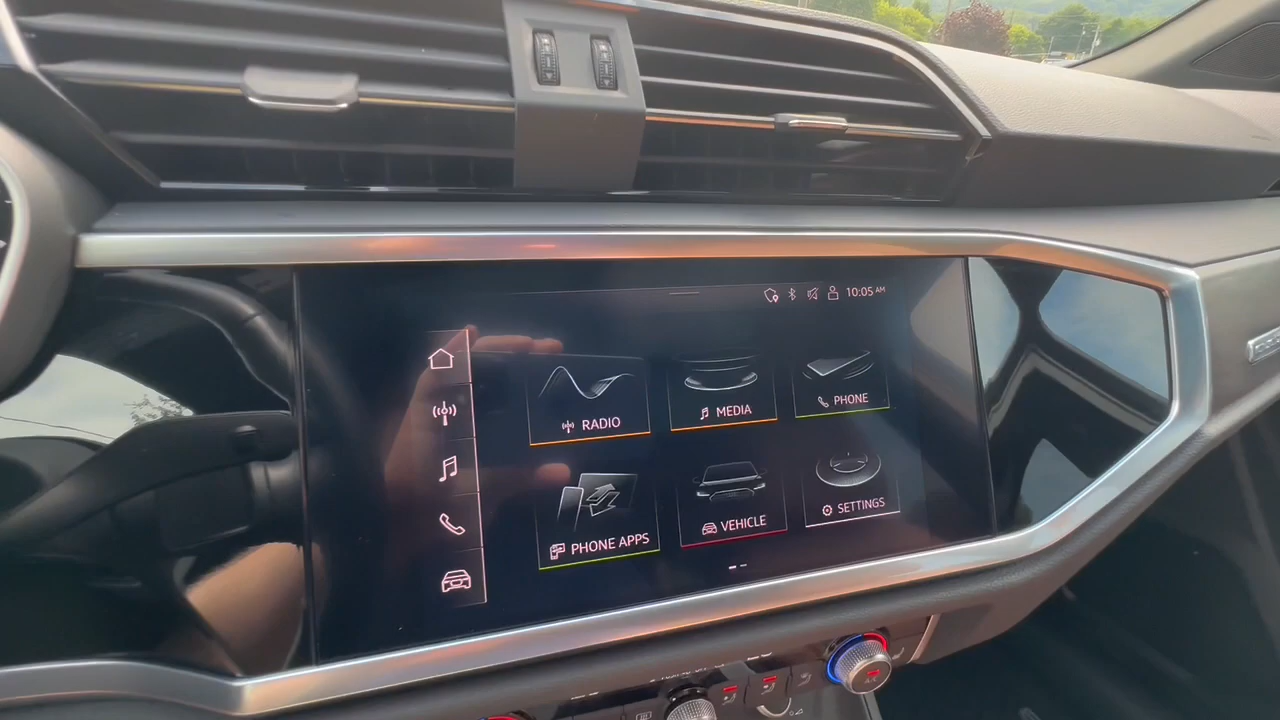 10:05 AM
RADIO
MEDIA
PHONE
PHONE APPS
VEHICLE
SETTINGS
A/C